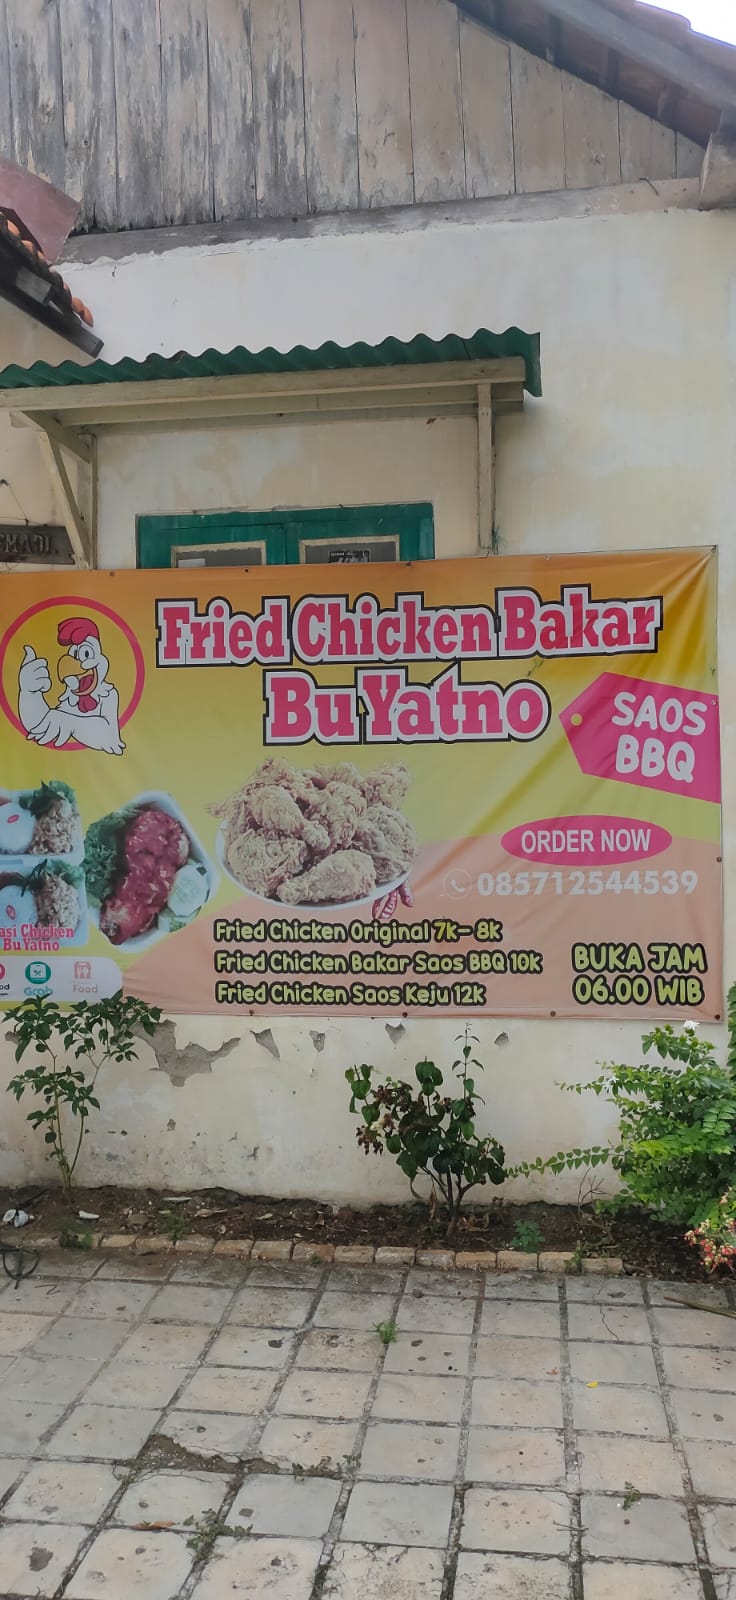 Fried Chicken Bakar
Bu Yatno
SAOS
BBQ
ORDER NOW
085712544539
Fried Chicken Original 7k- 8k
Fried Chicken Bakar Saos BBQ 10k
Fried Chicken Saos Keju 12k
BUKA JAM
06.00 WIB
Chicken
Bu Yatno
Grab
Food